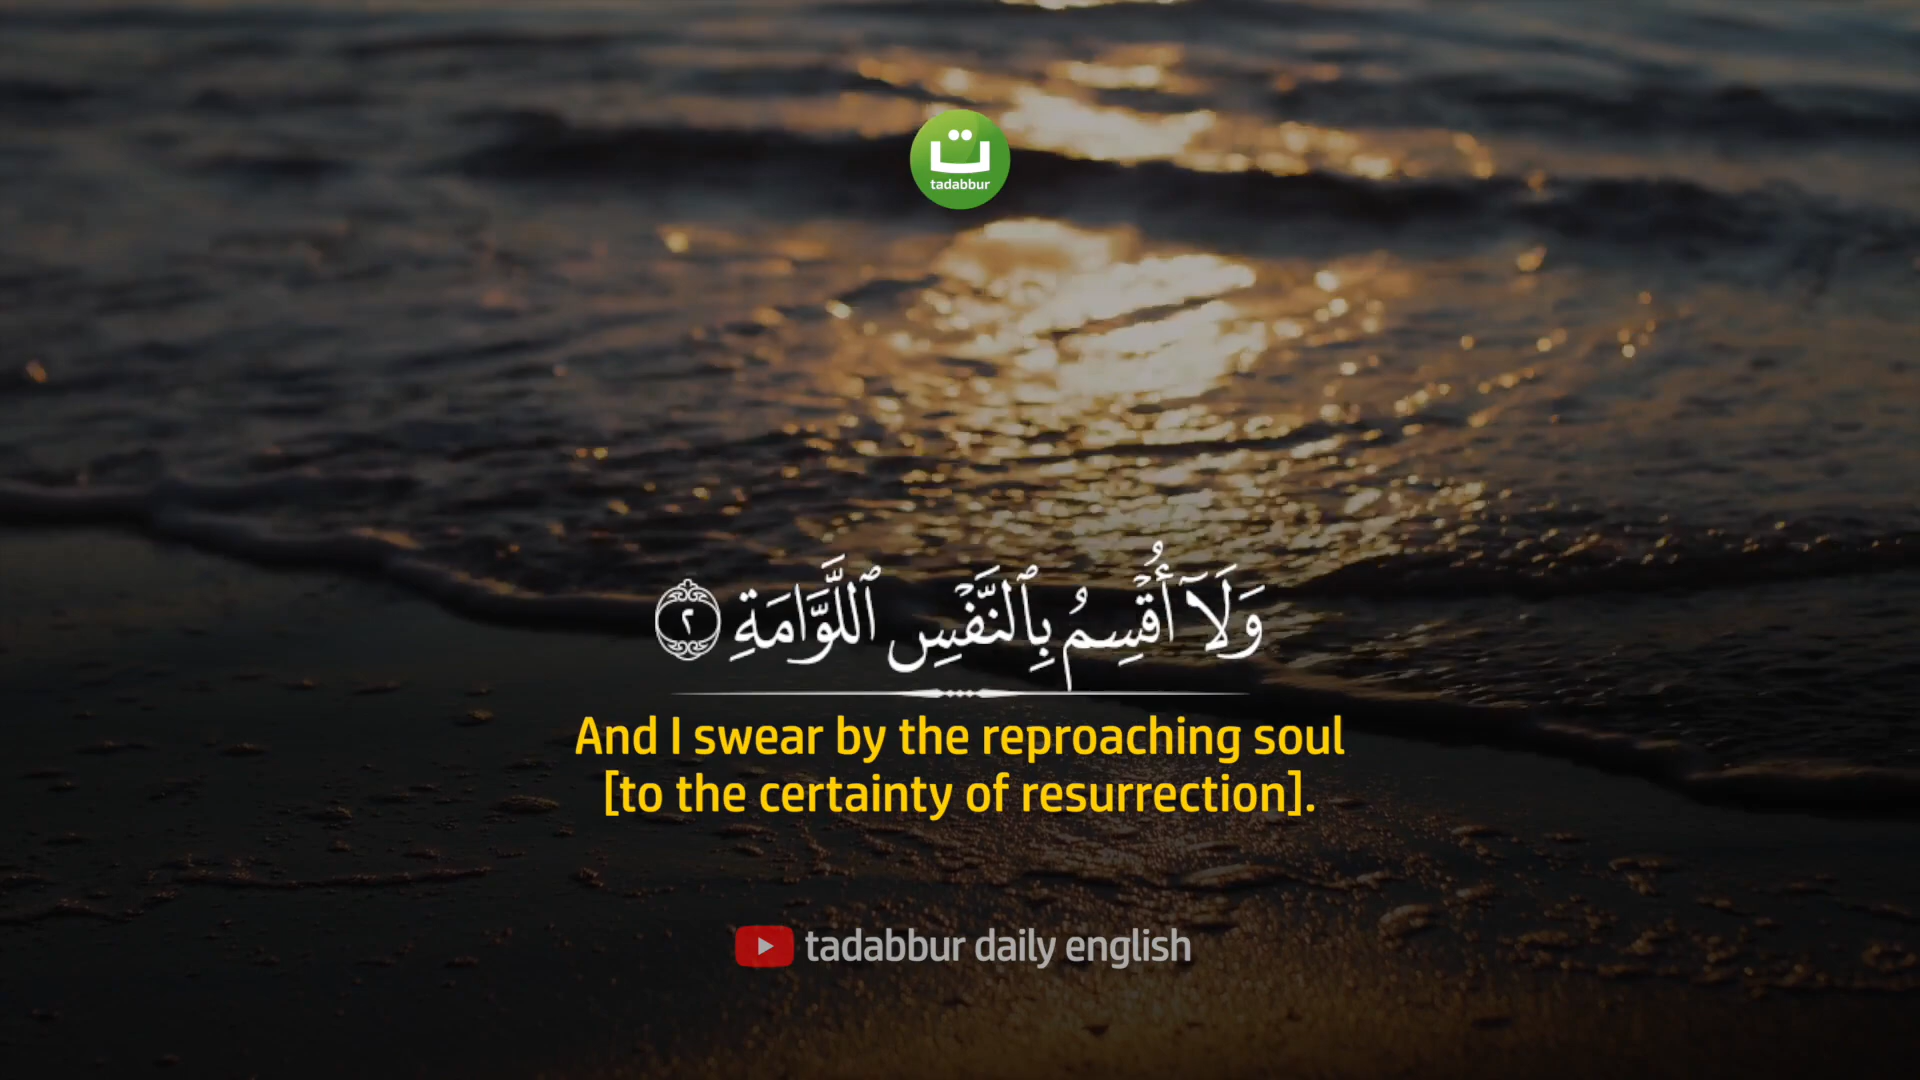 ت
tadabbur
وَلَآ أُقْسِمُ بِٱلنَّفْسِ ٱللَّوَّامَةِ ٢
And I swear by the reproaching soul
[to the certainty of resurrection].
tadabbur daily english